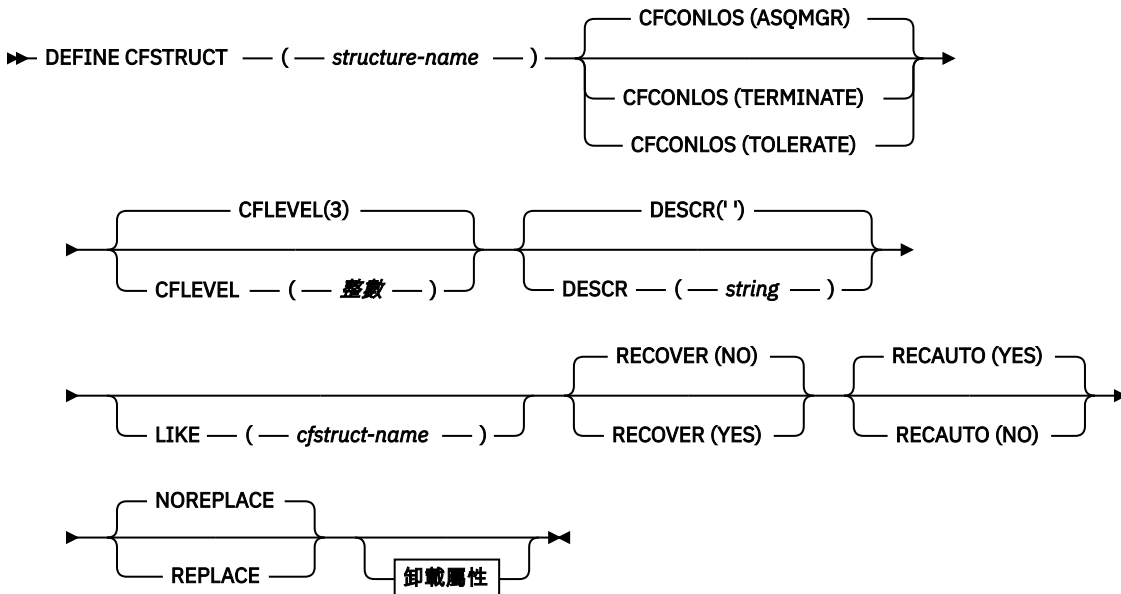 CFCONLOS (ASQMGR)
DEFINE CFSTRUCT ( structure-name )
CFCONLOS (TERMINATE)
CFCONLOS (TOLERATE)
CFLEVEL(3) DESCR(' ')
CFLEVEL ( 整數 ) DESCR ( string )
RECOVER (NO) RECAUTO (YES)
LIKE ( cfstruct-name ) RECOVER (YES) RECAUTO (NO)
NOREPLACE
REPLACE 卸載屬性